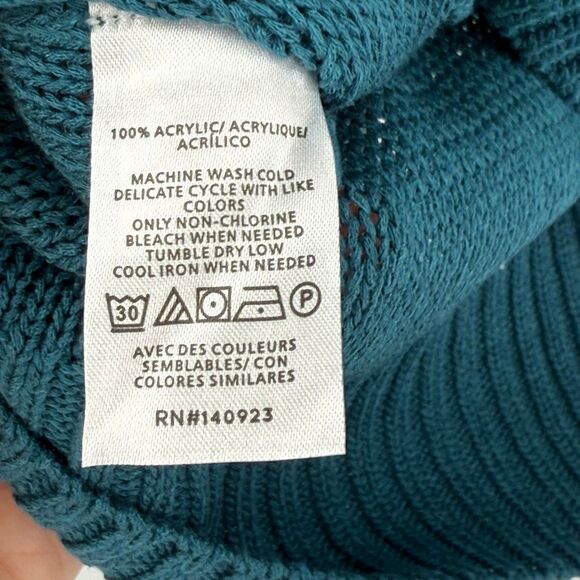 100% ACRYLIC/ ACRYLIQUE/
ACRÍLICO
MACHINE WASH COLD
DELICATE CYCLE WITH LIKE
COLORS
ONLY NON-CHLORINE
BLEACH WHEN NEEDED
TUMBLE DRY LOW
COOL IRON WHEN NEEDED
30 P
AVEC DES COULEURS
SEMBLABLES/ CON
COLORES SIMILARES
RN#140923